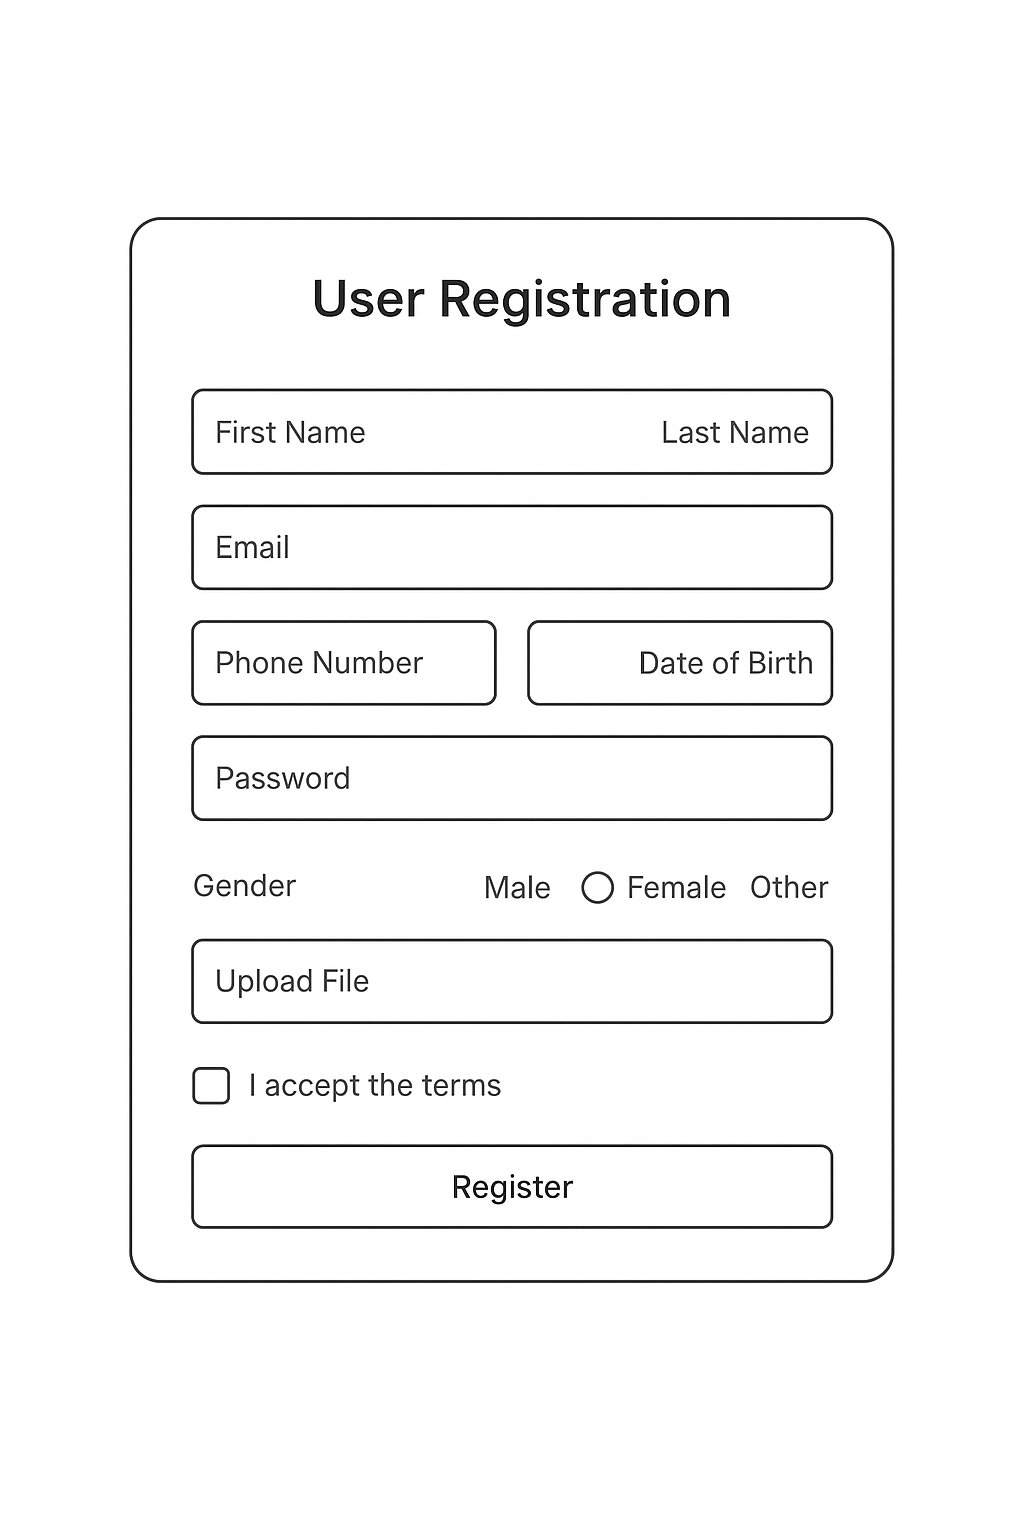 User Registration
First Name Last Name
Email
Phone Number Date of Birth
Password
Gender Male Female Other
Upload File
I accept the terms
Register